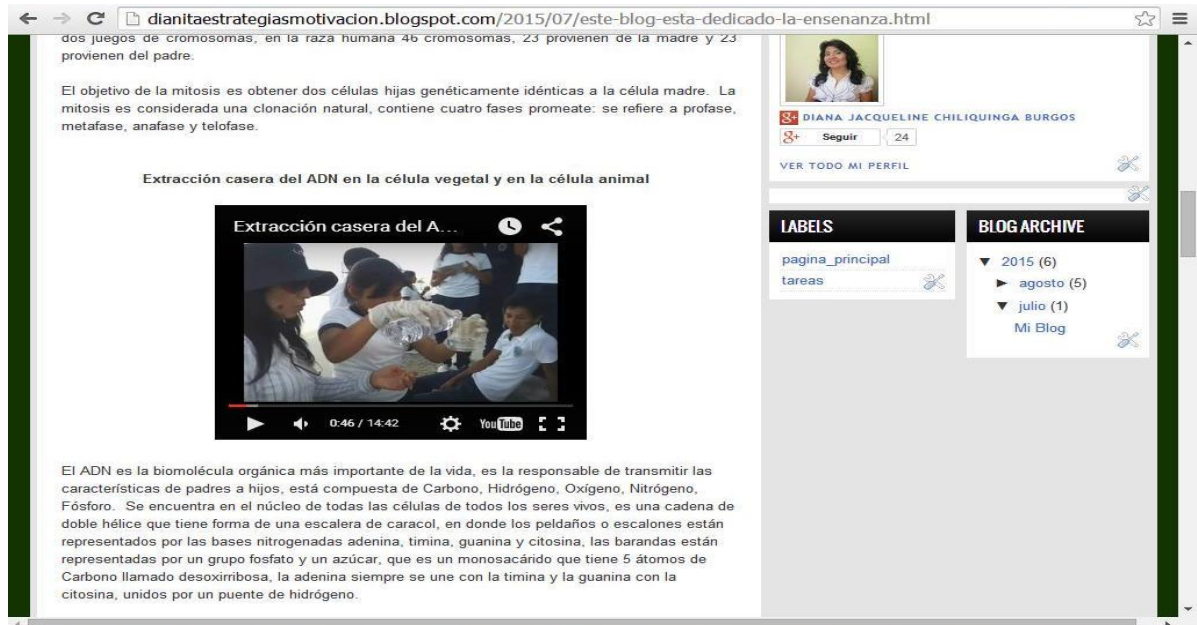 dianitaestrategiasmotivacion.blogspot.com/2015/07/este-blog-esta-dedicado-la-ensenanza.html
dos juegos de cromosomas, en la raza humana 46 cromosomas, 23 provienen de la madre y 23
provienen del padre.
El objetivo de la mitosis es obtener dos células hijas genéticamente idénticas a la célula madre. La
mitosis es considerada una clonación natural, contiene cuatro fases promeate: se refiere a profase,
metafase, anafase y telofase.
Extracción casera del ADN en la célula vegetal y en la célula animal
Extracción casera del A...
0:46 / 14:42
YouTube
El ADN es la biomolécula orgánica más importante de la vida, es la responsable de transmitir las
características de padres a hijos, está compuesta de Carbono, Hidrógeno, Oxígeno, Nitrógeno,
Fósforo. Se encuentra en el núcleo de todas las células de todos los seres vivos, es una cadena de
doble hélice que tiene forma de una escalera de caracol, en donde los peldaños o escalones están
representados por las bases nitrogenadas adenina, timina, guanina y citosina, las barandas están
representadas por un grupo fosfato y un azúcar, que es un monosacárido que tiene 5 átomos de
Carbono llamado desoxirribosa, la adenina siempre se une con la timina y la guanina con la
citosina, unidos por un puente de hidrógeno.
g+ DIANA JACQUELINE CHILIQUINGA BURGOS
g+ Seguir 24
VER TODO MI PERFIL
LABELS
pagina_principal
tareas
BLOG ARCHIVE
▼ 2015 (6)
► agosto (5)
▼ julio (1)
Mi Blog